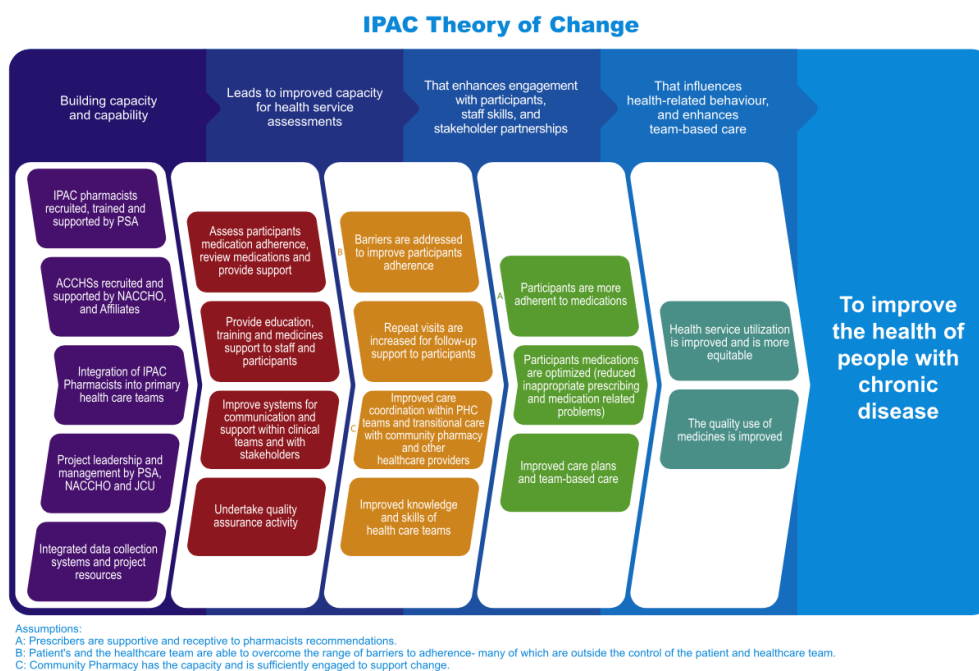 IPAC Theory of Change
Building capacity
and capability
Leads to improved capacity
for health service
assessments
That enhances engagement
with participants,
staff skills, and
stakeholder partnerships
That influences
health-related behaviour,
and enhances
team-based care
IPAC pharmacists
recruited, trained and
supported by PSA
ACCHSs recruited and
supported by NACCHO,
and Affiliates
Integration of IPAC
Pharmacists into primary
health care teams
Project leadership and
management by PSA,
NACCHO and JCU
Integrated data collection
systems and project
resources
Assess participants
medication adherence,
review medications and
provide support
Provide education,
training and medicines
support to staff and
participants
Improve systems for
communication and
support within clinical
teams and with
stakeholders
Undertake quality
assurance activity
B
Barriers are addressed
to improve participants
adherence
Repeat visits are
increased for follow-up
support to participants
C
Improved care
coordination within PHC
teams and transitional care
with community pharmacy
and other
healthcare providers
Improved knowledge
and skills of
health care teams
A
Participants are more
adherent to medications
Participants medications
are optimized (reduced
inappropriate prescribing
and medication related
problems)
Improved care plans
and team-based care
Health service utilization
is improved and is more
equitable
The quality use of
medicines is improved
To improve
the health of
people with
chronic
disease
Assumptions:
A: Prescribers are supportive and receptive to pharmacists recommendations.
B: Patient's and the healthcare team are able to overcome the range of barriers to adherence- many of which are outside the control of the patient and healthcare team.
C: Community Pharmacy has the capacity and is sufficiently engaged to support change.